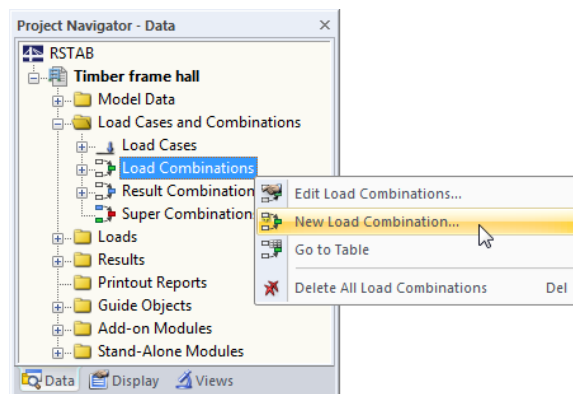 Project Navigator - Data
RSTAB
Timber frame hall
Model Data
Load Cases and Combinations
Load Cases
Load Combinations
Result Combination
Super Combination
Loads
Results
Printout Reports
Guide Objects
Add-on Modules
Stand-Alone Modules
Data Display Views
Edit Load Combinations...
New Load Combination...
Go to Table
Delete All Load Combinations Del